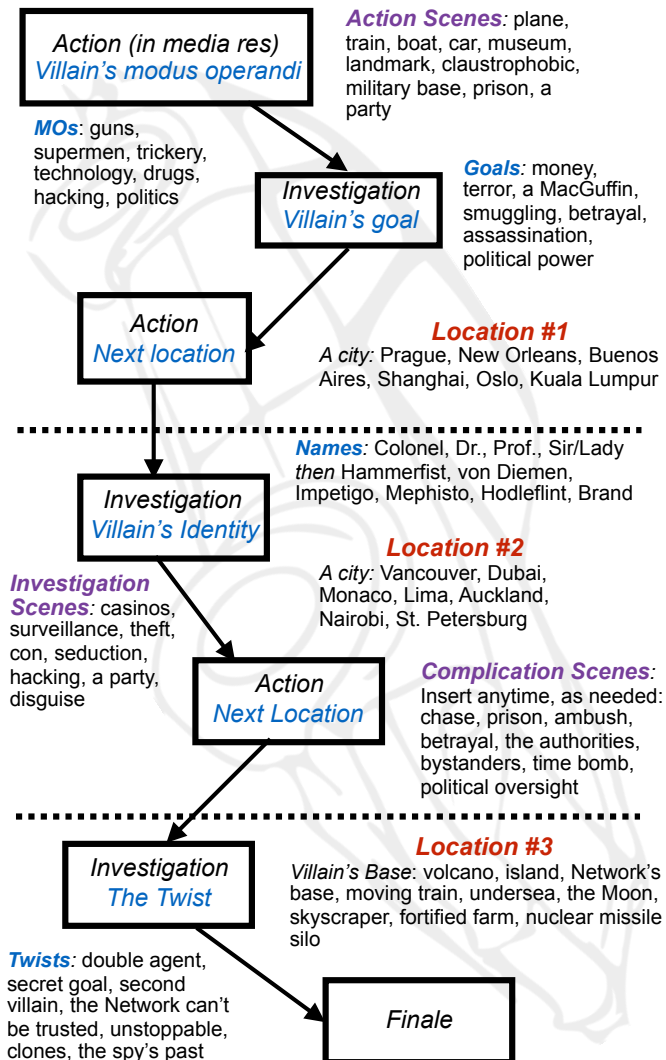 Action (in media res)
Villain's modus operandi
Action Scenes: plane,
train, boat, car, museum,
landmark, claustrophobic,
military base, prison, a
party
MOs: guns,
supermen, trickery,
technology, drugs,
hacking, politics
Investigation
Villain's goal
Goals: money,
terror, a MacGuffin,
smuggling, betrayal,
assassination,
political power
Action
Next location
Location #1
A city: Prague, New Orleans, Buenos
Aires, Shanghai, Oslo, Kuala Lumpur
Names: Colonel, Dr., Prof., Sir/Lady
then Hammerfist, von Diemen,
Impetigo, Mephisto, Hodleflint, Brand
Investigation
Villain's Identity
Location #2
A city: Vancouver, Dubai,
Monaco, Lima, Auckland,
Nairobi, St. Petersburg
Investigation
Scenes: casinos,
surveillance, theft,
con, seduction,
hacking, a party,
disguise
Action
Next Location
Complication Scenes:
Insert anytime, as needed:
chase, prison, ambush,
betrayal, the authorities,
bystanders, time bomb,
political oversight
Investigation
The Twist
Location #3
Villain's Base: volcano, island, Network's
base, moving train, undersea, the Moon,
skyscraper, fortified farm, nuclear missile
silo
Twists: double agent,
secret goal, second
villain, the Network can't
be trusted, unstoppable,
clones, the spy's past
Finale